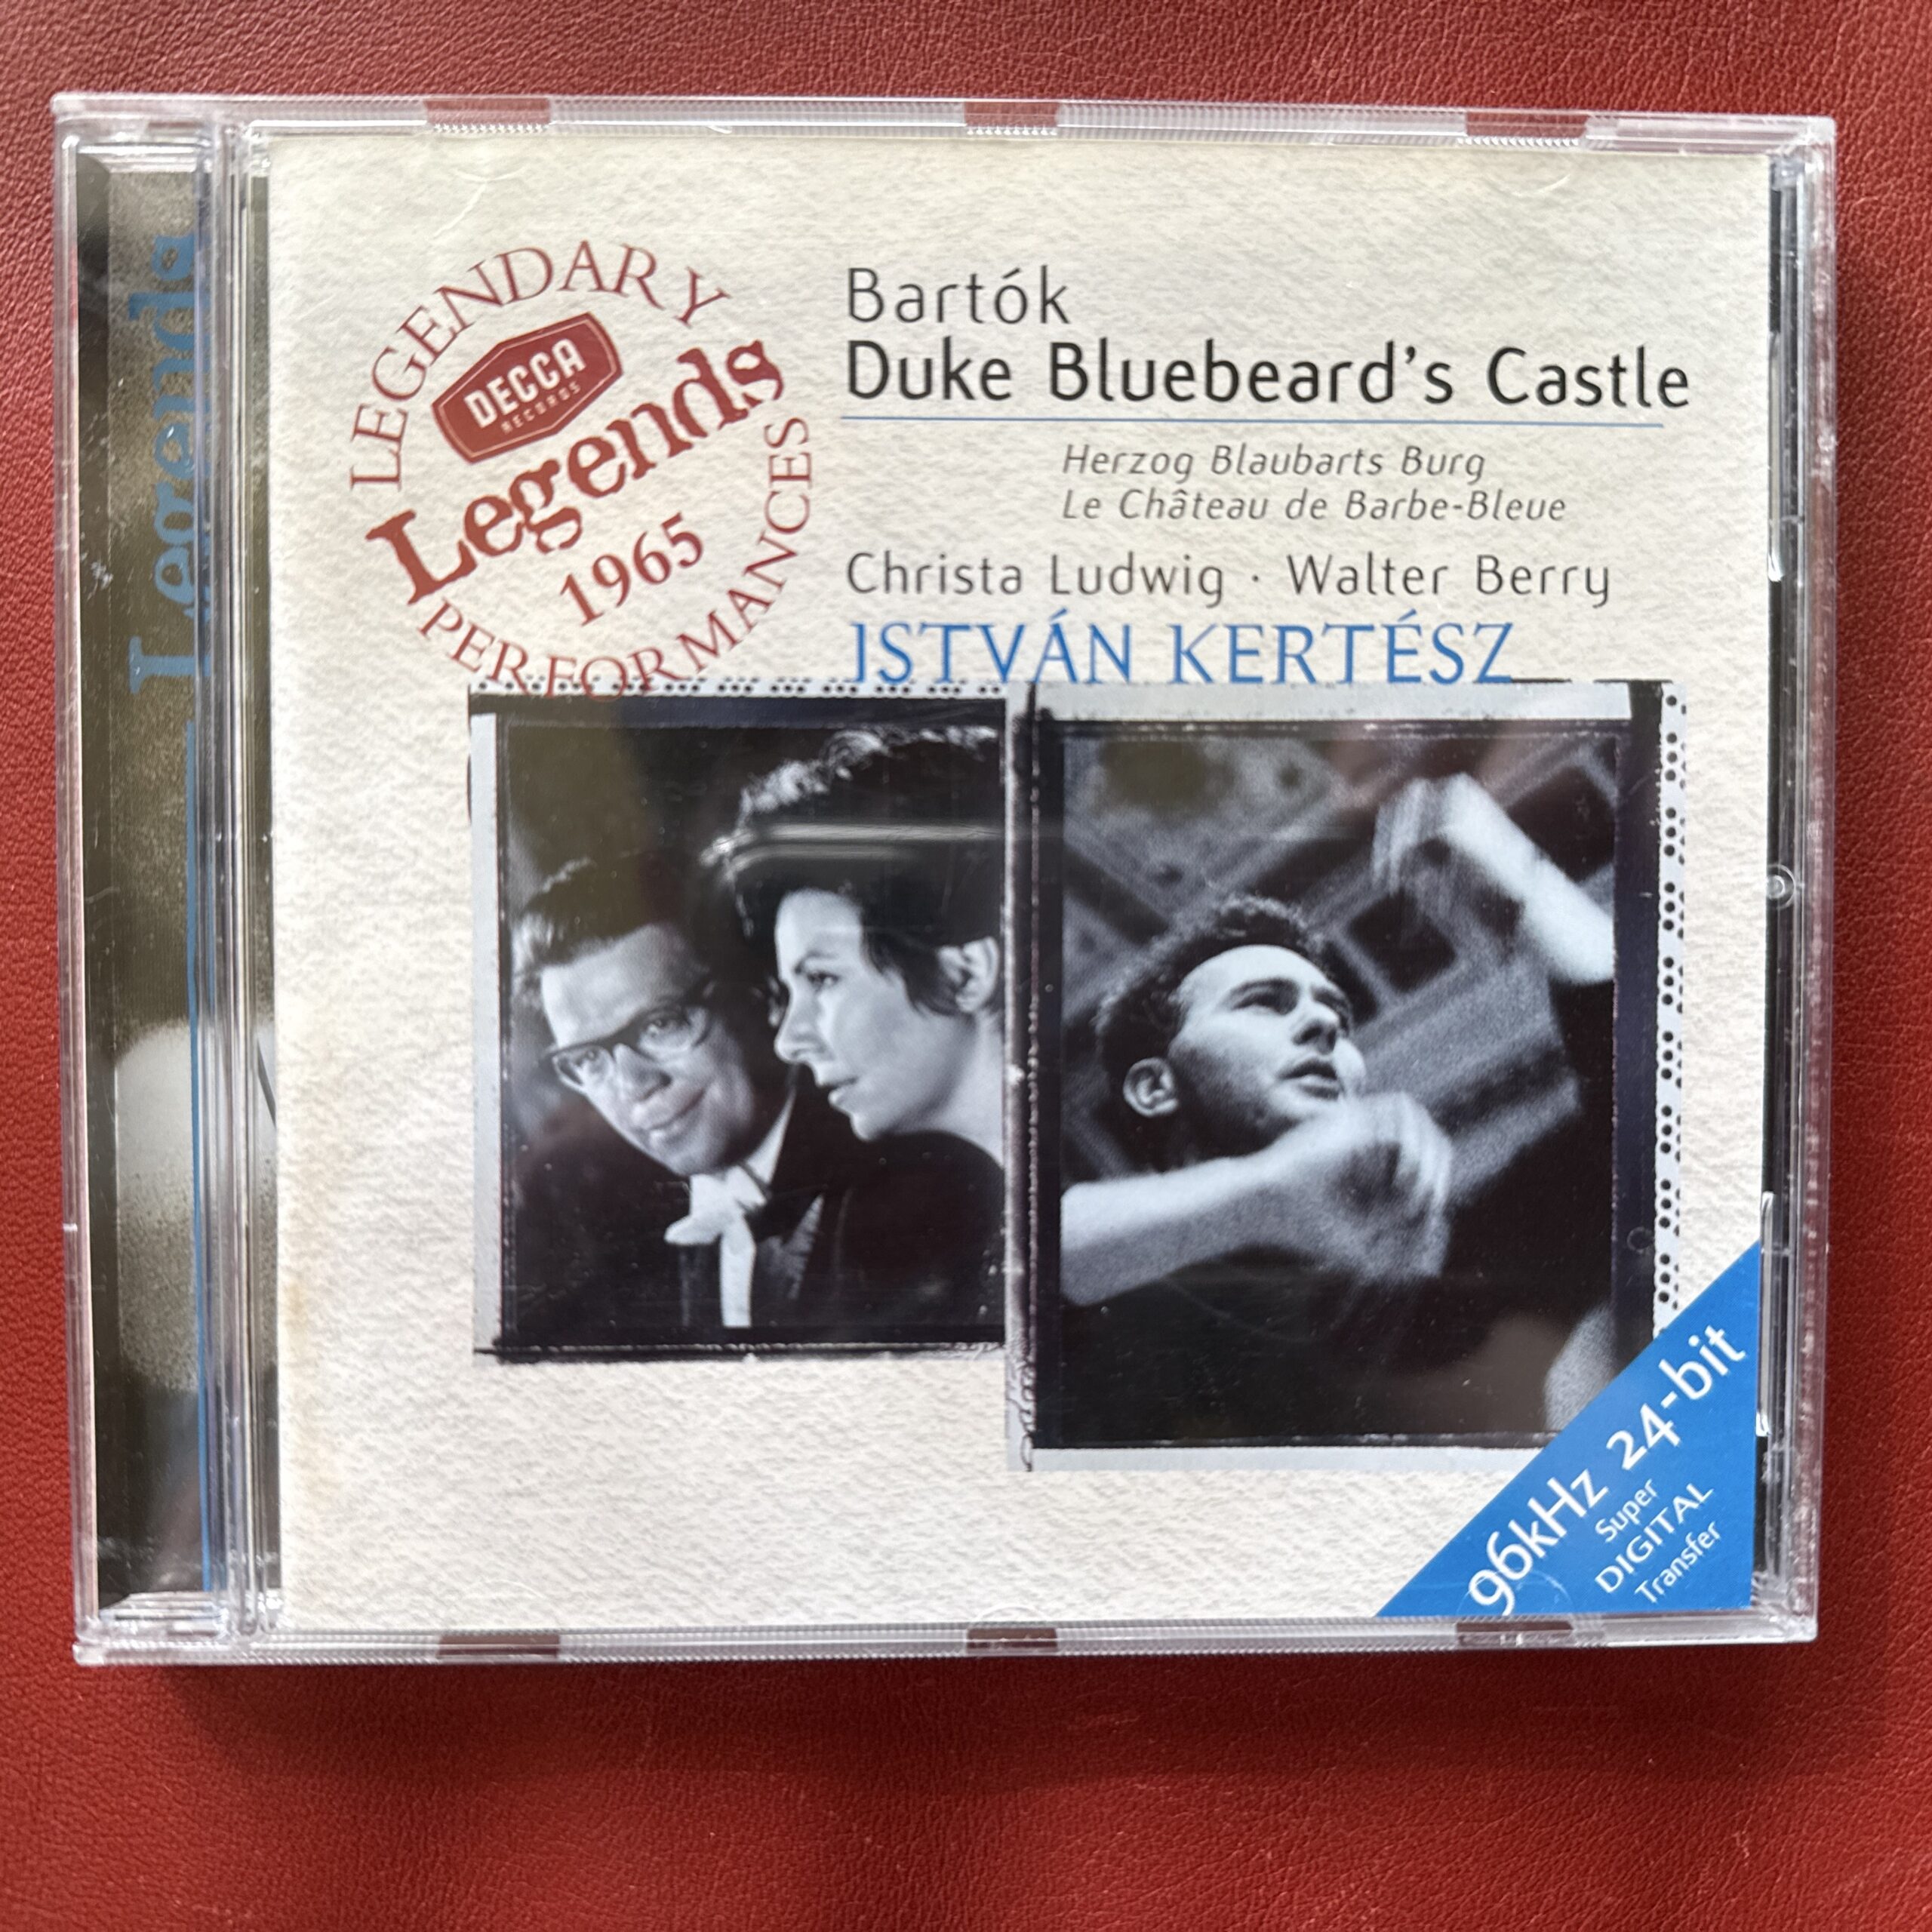 LEGENDARY
DECCA
RECORDS
Legends
1965
PERFORMANCES
Bartók
Duke Bluebeard's Castle
Herzog Blaubarts Burg
Le Château de Barbe-Bleue
Christa Ludwig · Walter Berry
ISTVÁN KERTÉSZ
Legends
96kHz 24-bit
Super
DIGITAL
Transfer